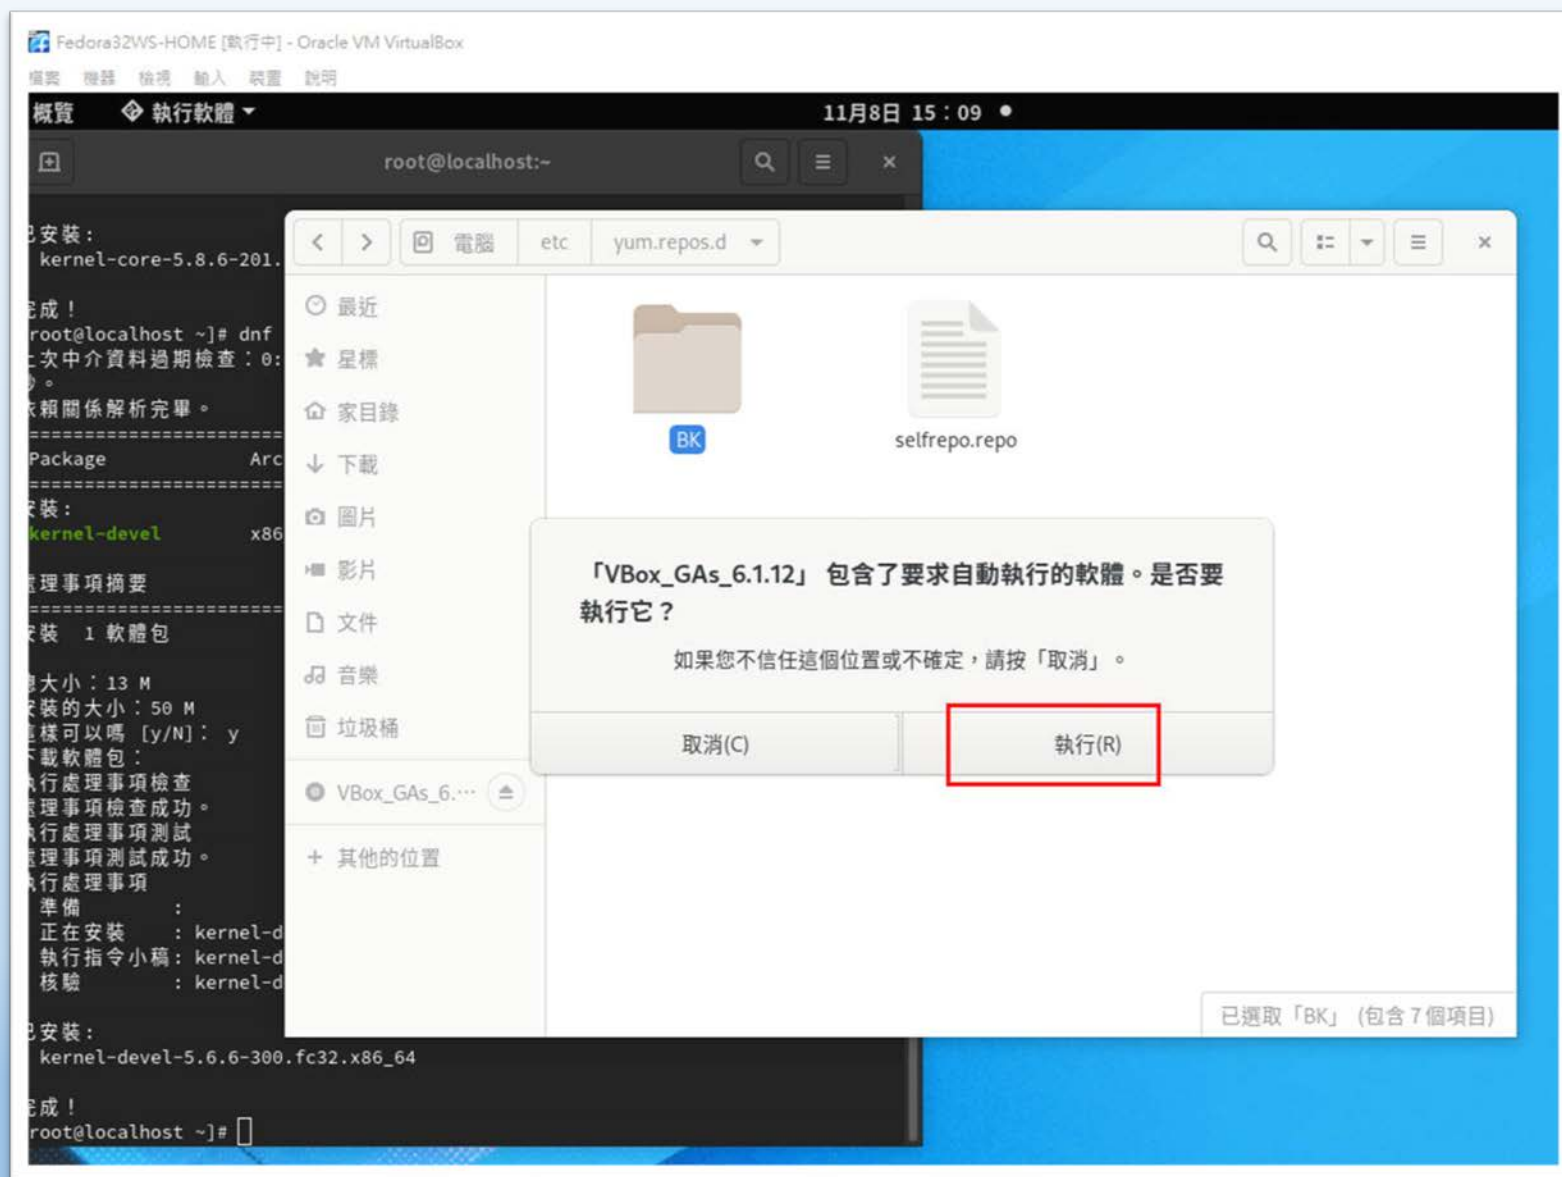 Fedora32WS-HOME [執行中] - Oracle VM VirtualBox
檔案 機器 檢視 輸入 裝置 說明
概覽 執行軟體 11月8日 15：09
root@localhost:~
安裝：
kernel-core-5.8.6-201.
成！
root@localhost ~]# dnf
次中介資料過期檢查：0:
。
賴關係解析完畢。
Package Arc
裝：
kernel-devel x86
理事項摘要
裝 1 軟體包
大小：13 M
裝的大小：50 M
樣可以嗎 [y/N]： y
載軟體包：
行處理事項檢查
理事項檢查成功。
行處理事項測試
理事項測試成功。
行處理事項
準備 :
正在安裝 : kernel-d
執行指令小稿: kernel-d
核驗 : kernel-d
安裝：
kernel-devel-5.6.6-300.fc32.x86_64
成！
root@localhost ~]#
電腦 etc yum.repos.d
最近
星標
家目錄
下載
圖片
影片
文件
音樂
垃圾桶
VBox_GAs_6.…
+ 其他的位置
BK
selfrepo.repo
「VBox_GAs_6.1.12」 包含了要求自動執行的軟體。是否要
執行它？
如果您不信任這個位置或不確定，請按「取消」。
取消(C)
執行(R)
已選取「BK」 (包含 7 個項目)